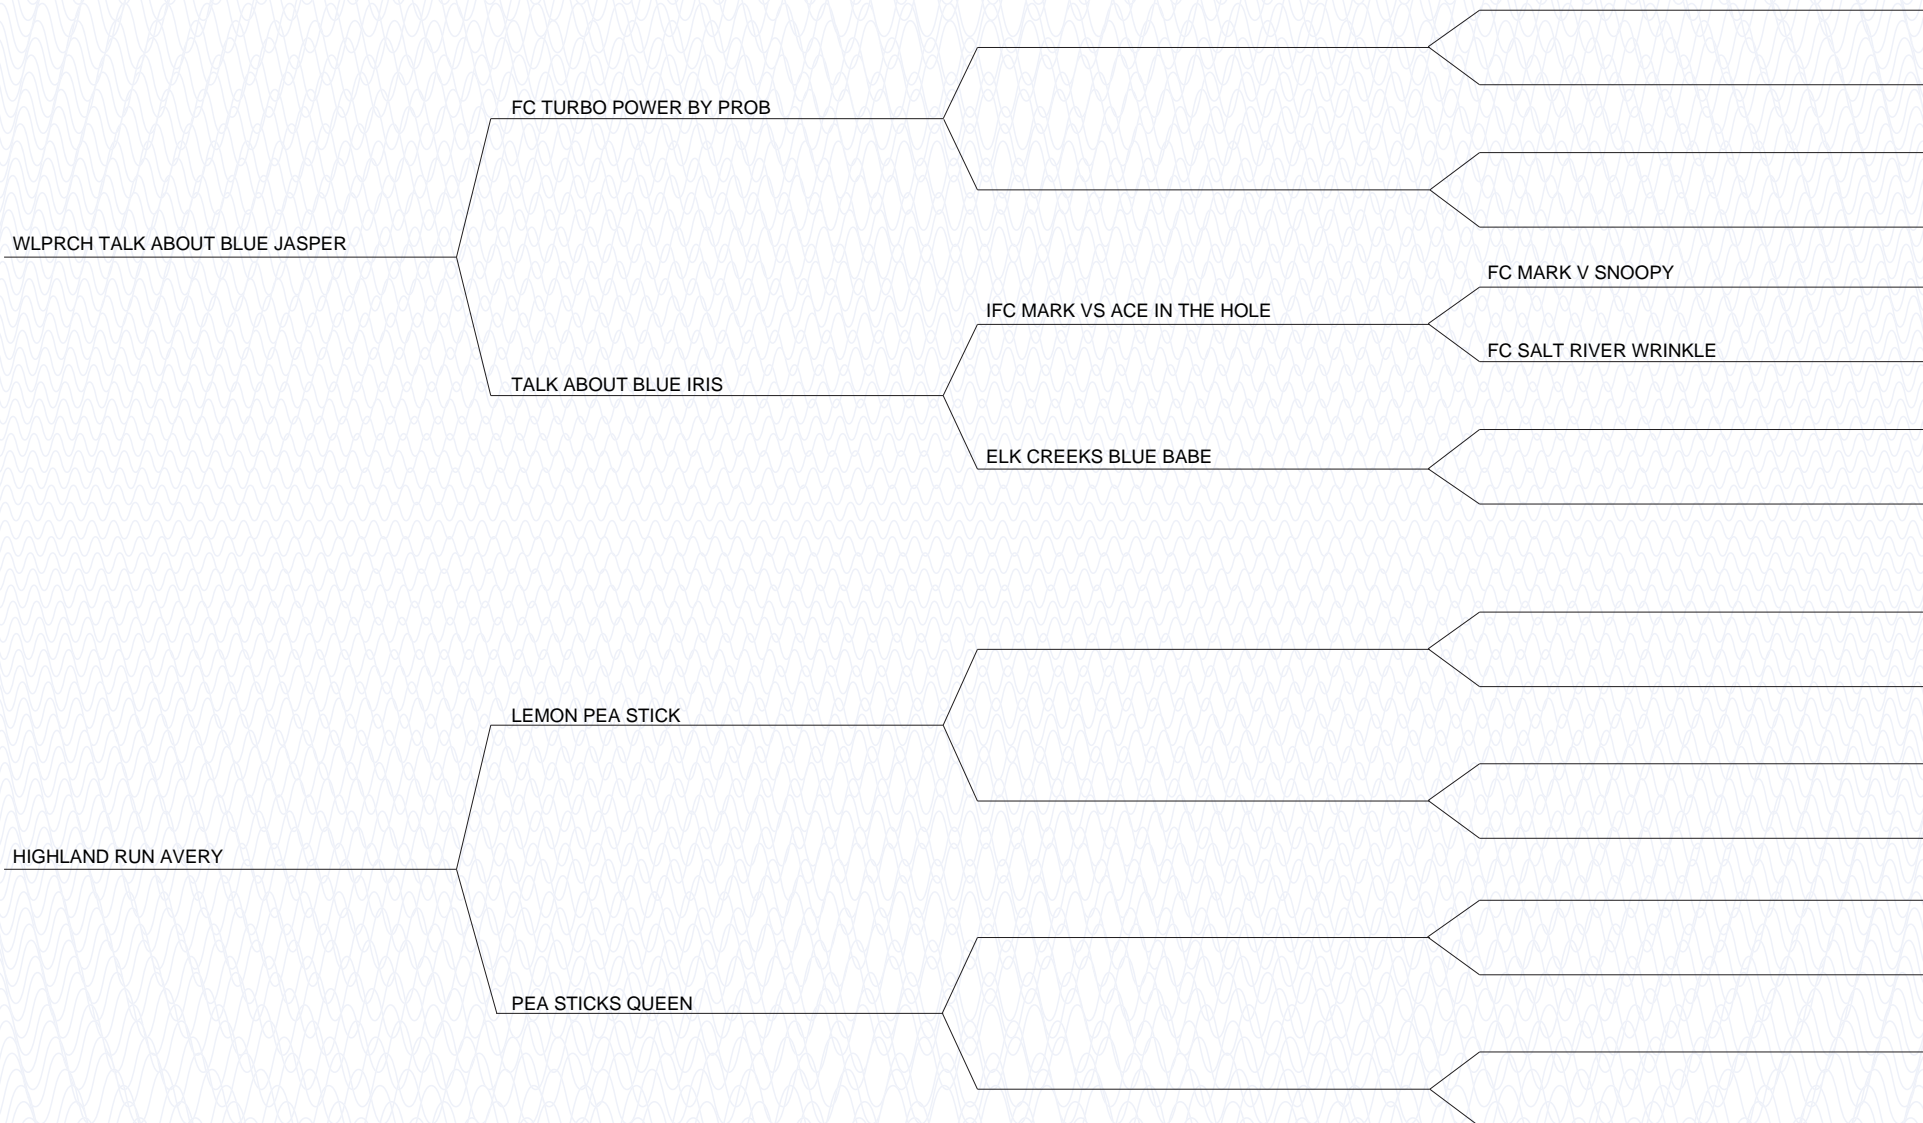 FC TURBO POWER BY PROB
WLPRCH TALK ABOUT BLUE JASPER
FC MARK V SNOOPY
IFC MARK VS ACE IN THE HOLE
FC SALT RIVER WRINKLE
TALK ABOUT BLUE IRIS
ELK CREEKS BLUE BABE
LEMON PEA STICK
HIGHLAND RUN AVERY
PEA STICKS QUEEN